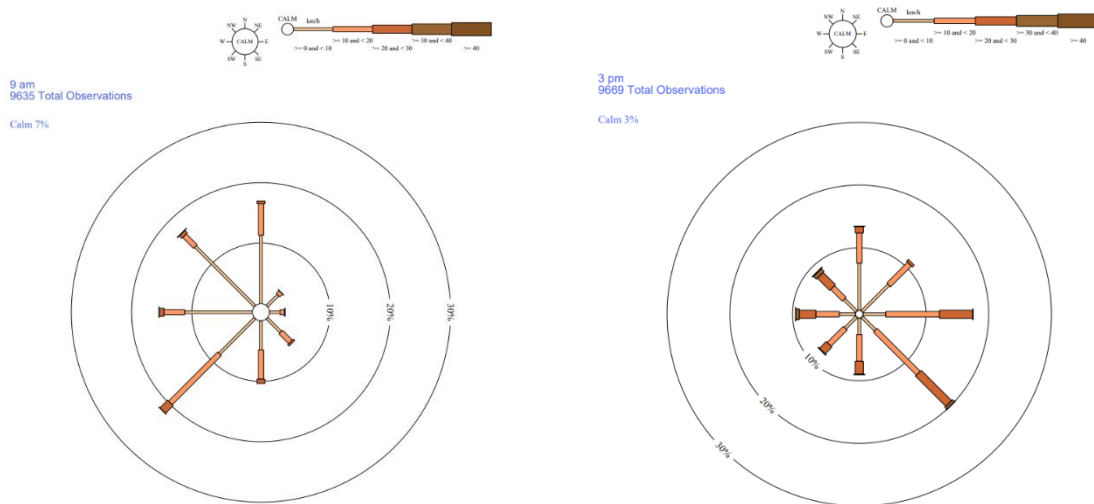 N
NW NE
W CALM E
SW SE
S
CALM km/h
>= 10 and < 20 >= 30 and < 40
>= 0 and < 10 >= 20 and < 30 >= 40
9 am
9635 Total Observations
Calm 7%
10%
20%
30%
N
NW NE
W CALM E
SW SE
S
CALM km/h
>= 10 and < 20 >= 30 and < 40
>= 0 and < 10 >= 20 and < 30 >= 40
3 pm
9669 Total Observations
Calm 3%
10%
20%
30%